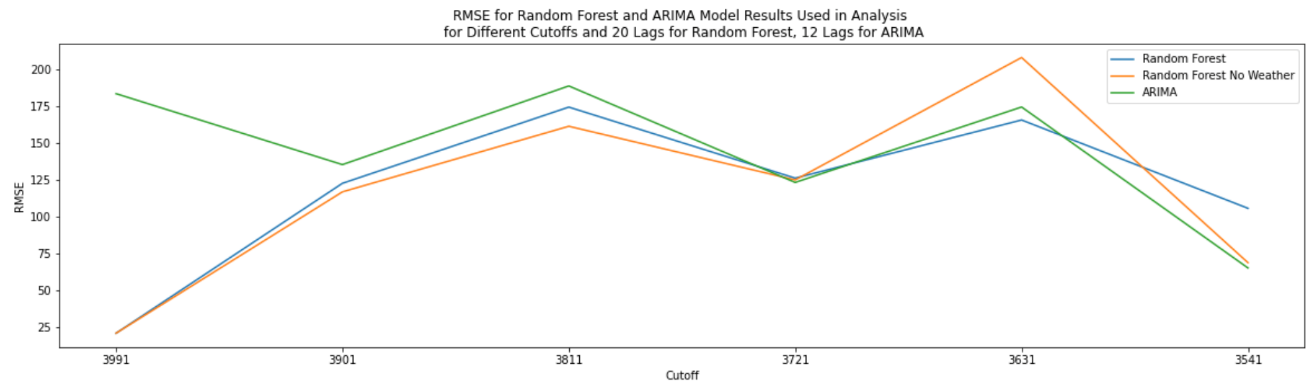 RMSE for Random Forest and ARIMA Model Results Used in Analysis
for Different Cutoffs and 20 Lags for Random Forest, 12 Lags for ARIMA
Random Forest
Random Forest No Weather
ARIMA
RMSE
200
175
150
125
100
75
50
25
3991 3901 3811 3721 3631 3541
Cutoff